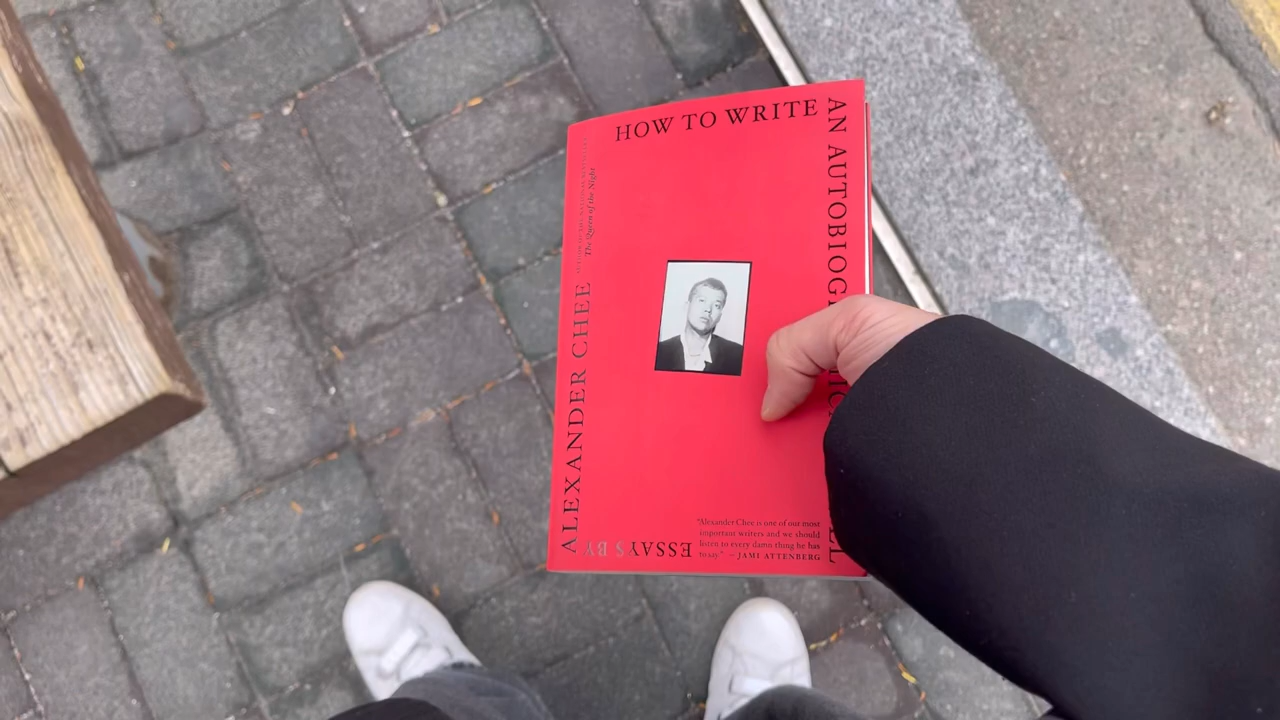 HOW TO WRITE
AN AUTOBIOG
EL
ESSAYS BY
ALEXANDER CHEE
The Queen of the Night
"Alexander Chee is one of our most
important writers and we should
listen to every damn thing he has
to say." — JAMI ATTENBERG